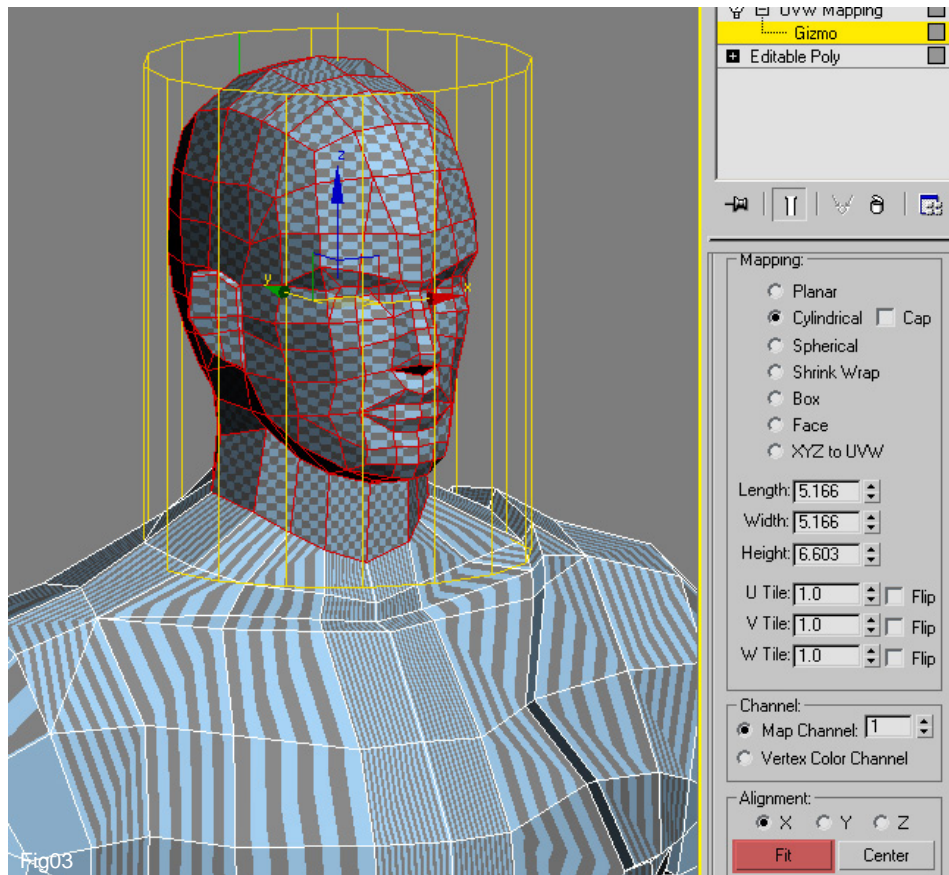 UVW Mapping
Gizmo
Editable Poly
z
y
x
Mapping:
Planar
Cylindrical Cap
Spherical
Shrink Wrap
Box
Face
XYZ to UVW
Length: 5.166
Width: 5.166
Height: 6.603
U Tile: 1.0 Flip
V Tile: 1.0 Flip
W Tile: 1.0 Flip
Channel:
Map Channel: 1
Vertex Color Channel
Alignment:
X Y Z
Fit Center
Fig03